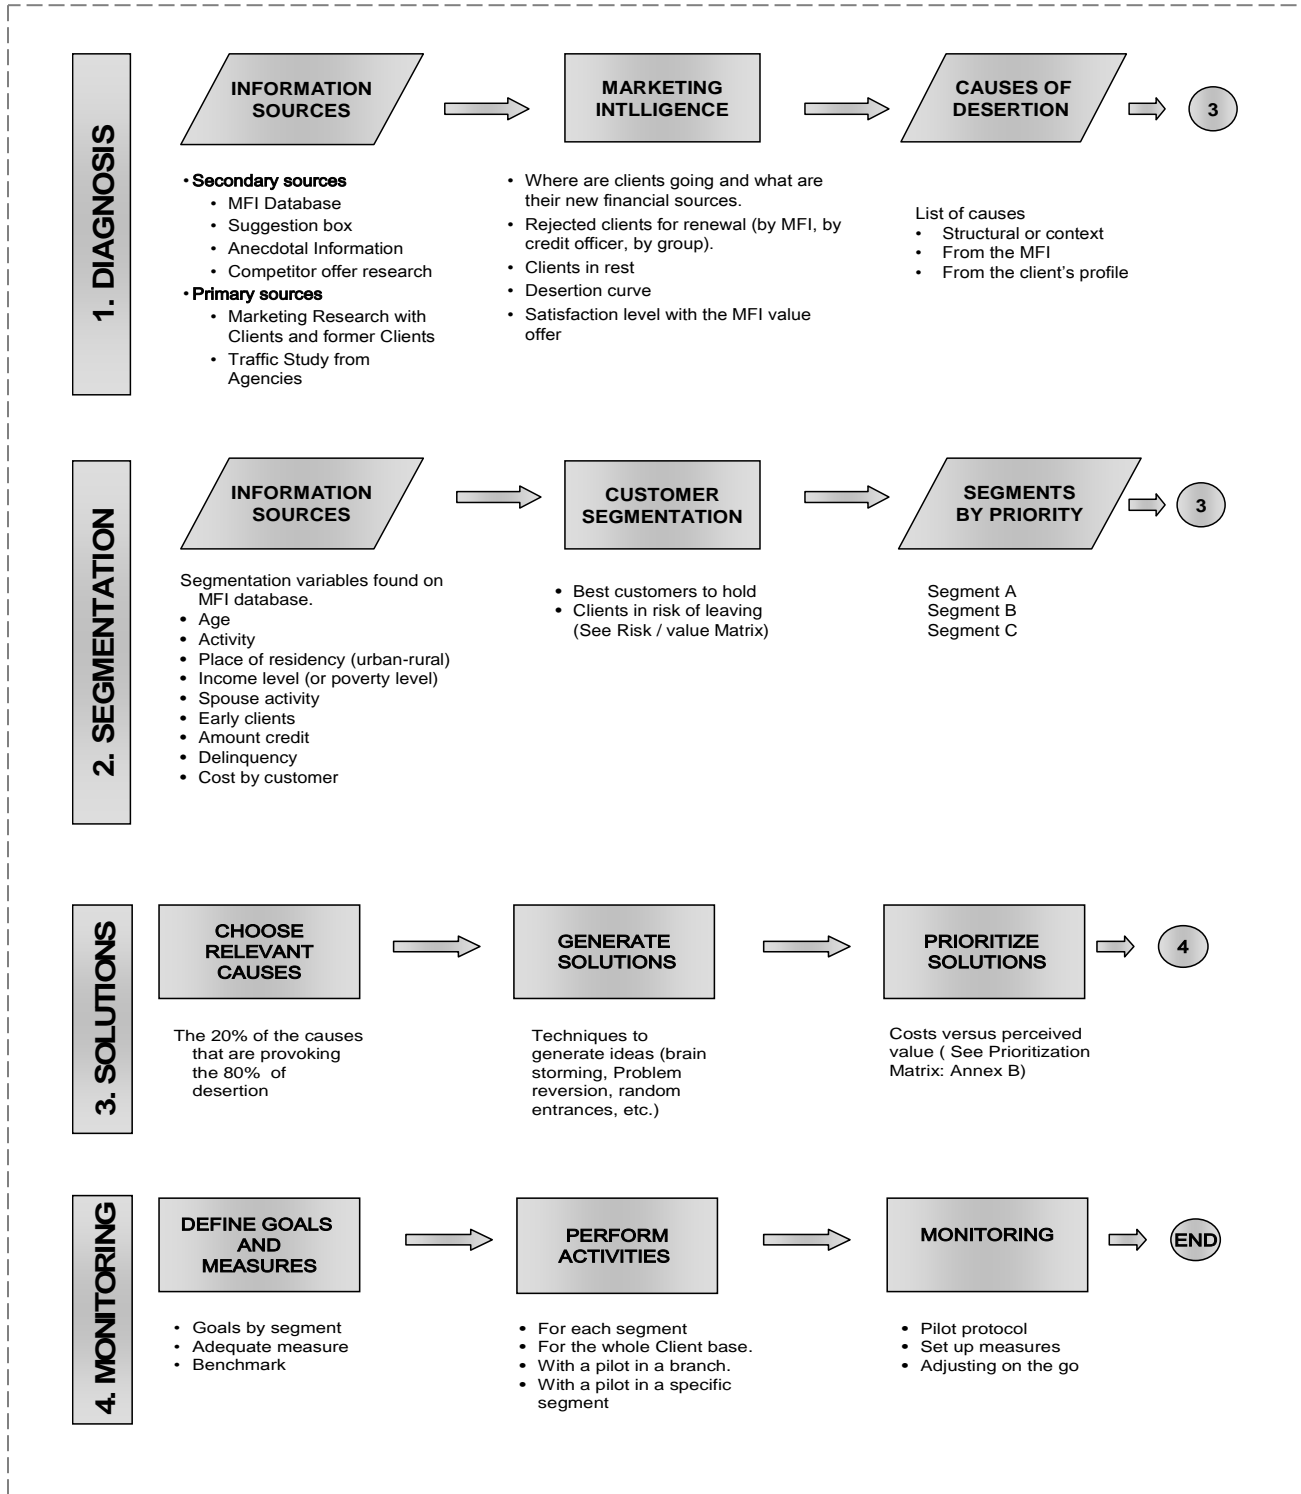 1. DIAGNOSIS
INFORMATION
SOURCES
MARKETING
INTLLIGENCE
CAUSES OF
DESERTION
3
• Secondary sources
• MFI Database
• Suggestion box
• Anecdotal Information
• Competitor offer research
• Primary sources
• Marketing Research with
Clients and former Clients
• Traffic Study from
Agencies
• Where are clients going and what are
their new financial sources.
• Rejected clients for renewal (by MFI, by
credit officer, by group).
• Clients in rest
• Desertion curve
• Satisfaction level with the MFI value
offer
List of causes
• Structural or context
• From the MFI
• From the client's profile
2. SEGMENTATION
INFORMATION
SOURCES
CUSTOMER
SEGMENTATION
SEGMENTS
BY PRIORITY
3
Segmentation variables found on
MFI database.
• Age
• Activity
• Place of residency (urban-rural)
• Income level (or poverty level)
• Spouse activity
• Early clients
• Amount credit
• Delinquency
• Cost by customer
• Best customers to hold
• Clients in risk of leaving
(See Risk / value Matrix)
Segment A
Segment B
Segment C
3. SOLUTIONS
CHOOSE
RELEVANT
CAUSES
GENERATE
SOLUTIONS
PRIORITIZE
SOLUTIONS
4
The 20% of the causes
that are provoking
the 80% of
desertion
Techniques to
generate ideas (brain
storming, Problem
reversion, random
entrances, etc.)
Costs versus perceived
value ( See Prioritization
Matrix: Annex B)
4. MONITORING
DEFINE GOALS
AND
MEASURES
PERFORM
ACTIVITIES
MONITORING
END
• Goals by segment
• Adequate measure
• Benchmark
• For each segment
• For the whole Client base.
• With a pilot in a branch.
• With a pilot in a specific
segment
• Pilot protocol
• Set up measures
• Adjusting on the go